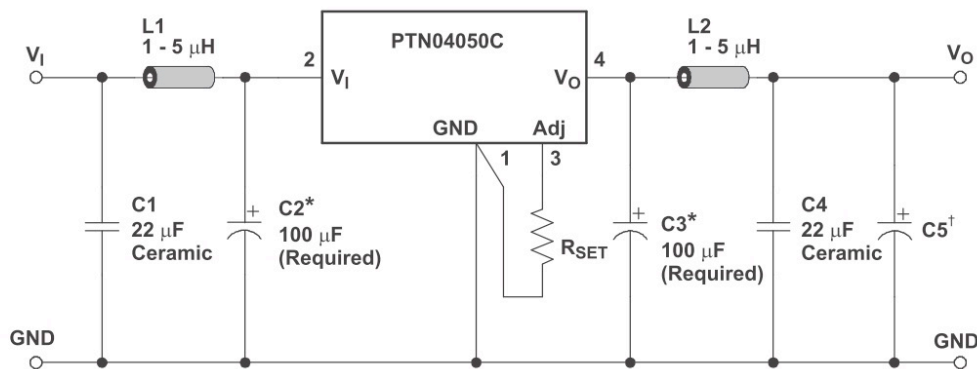 L1
1 - 5 μH
V_I
2
PTN04050C
V_I
V_O
GND
Adj
1
3
4
L2
1 - 5 μH
V_O
C1
22 μF
Ceramic
+
C2*
100 μF
(Required)
R_SET
+
C3*
100 μF
(Required)
C4
22 μF
Ceramic
+
C5†
GND
GND